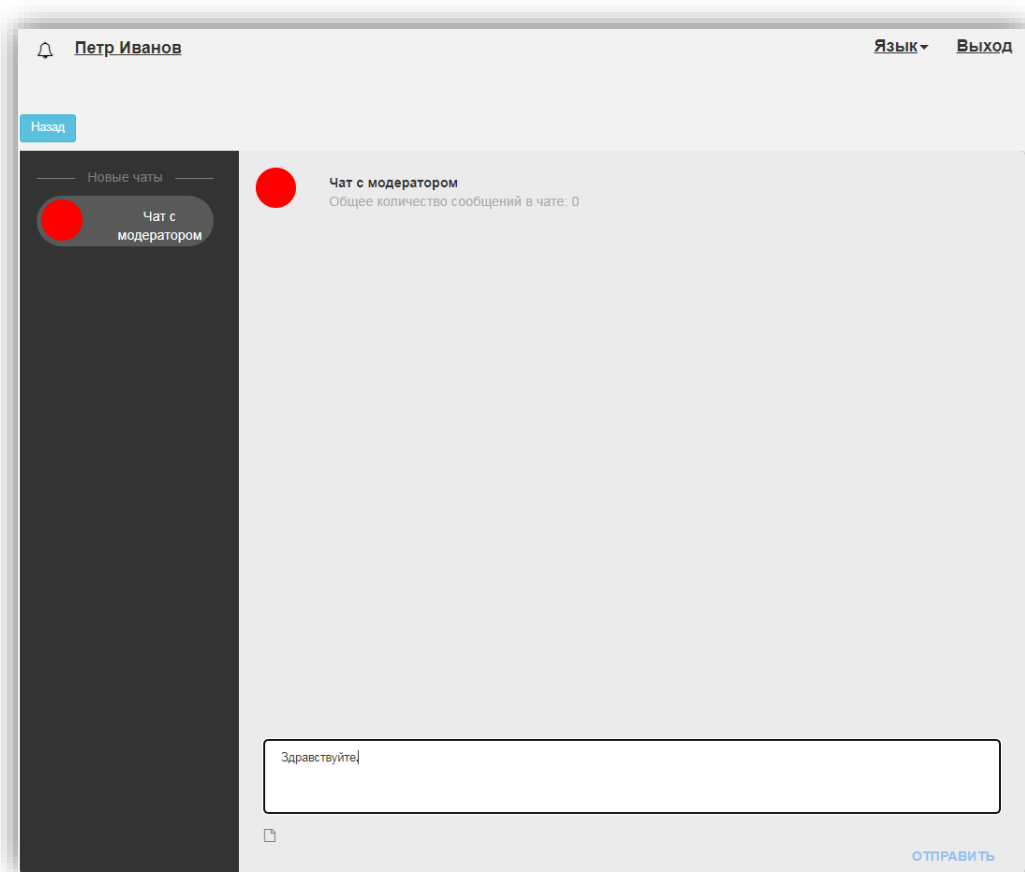 Петр Иванов
Язык
Выход
Назад
Новые чаты
Чат с
модератором
Чат с модератором
Общее количество сообщений в чате: 0
Здравствуйте.
ОТПРАВИТЬ